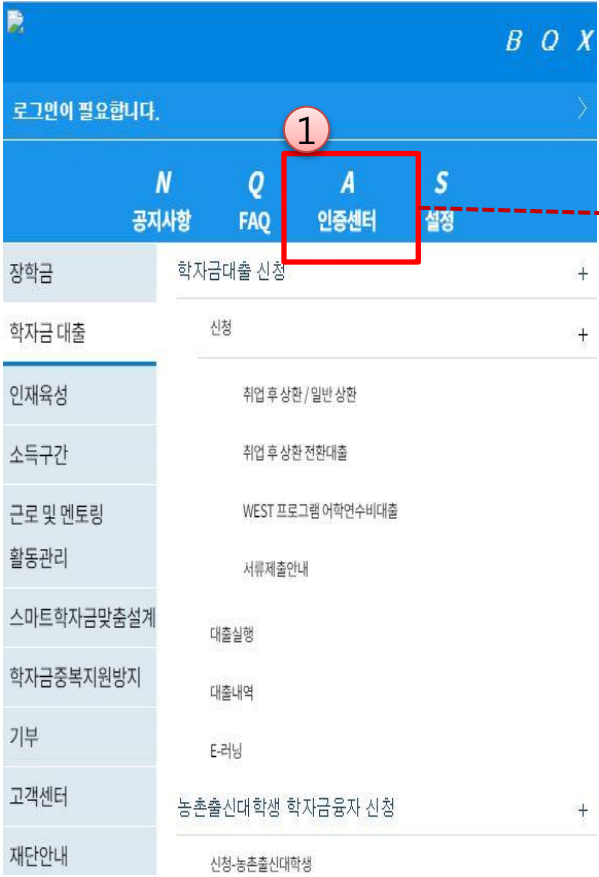 B Q X
로그인이 필요합니다.
1
N Q A S
공지사항 FAQ 인증센터 설정
장학금
학자금 대출
인재육성
소득구간
근로 및 멘토링
활동관리
스마트학자금맞춤설계
학자금중복지원방지
기부
고객센터
재단안내
학자금대출 신청 +
신청 +
취업 후 상환 / 일반 상환
취업 후 상환 전환대출
WEST 프로그램 어학연수비대출
서류제출안내
대출실행
대출내역
E-러닝
농촌출신대학생 학자금융자 신청 +
신청-농촌출신대학생